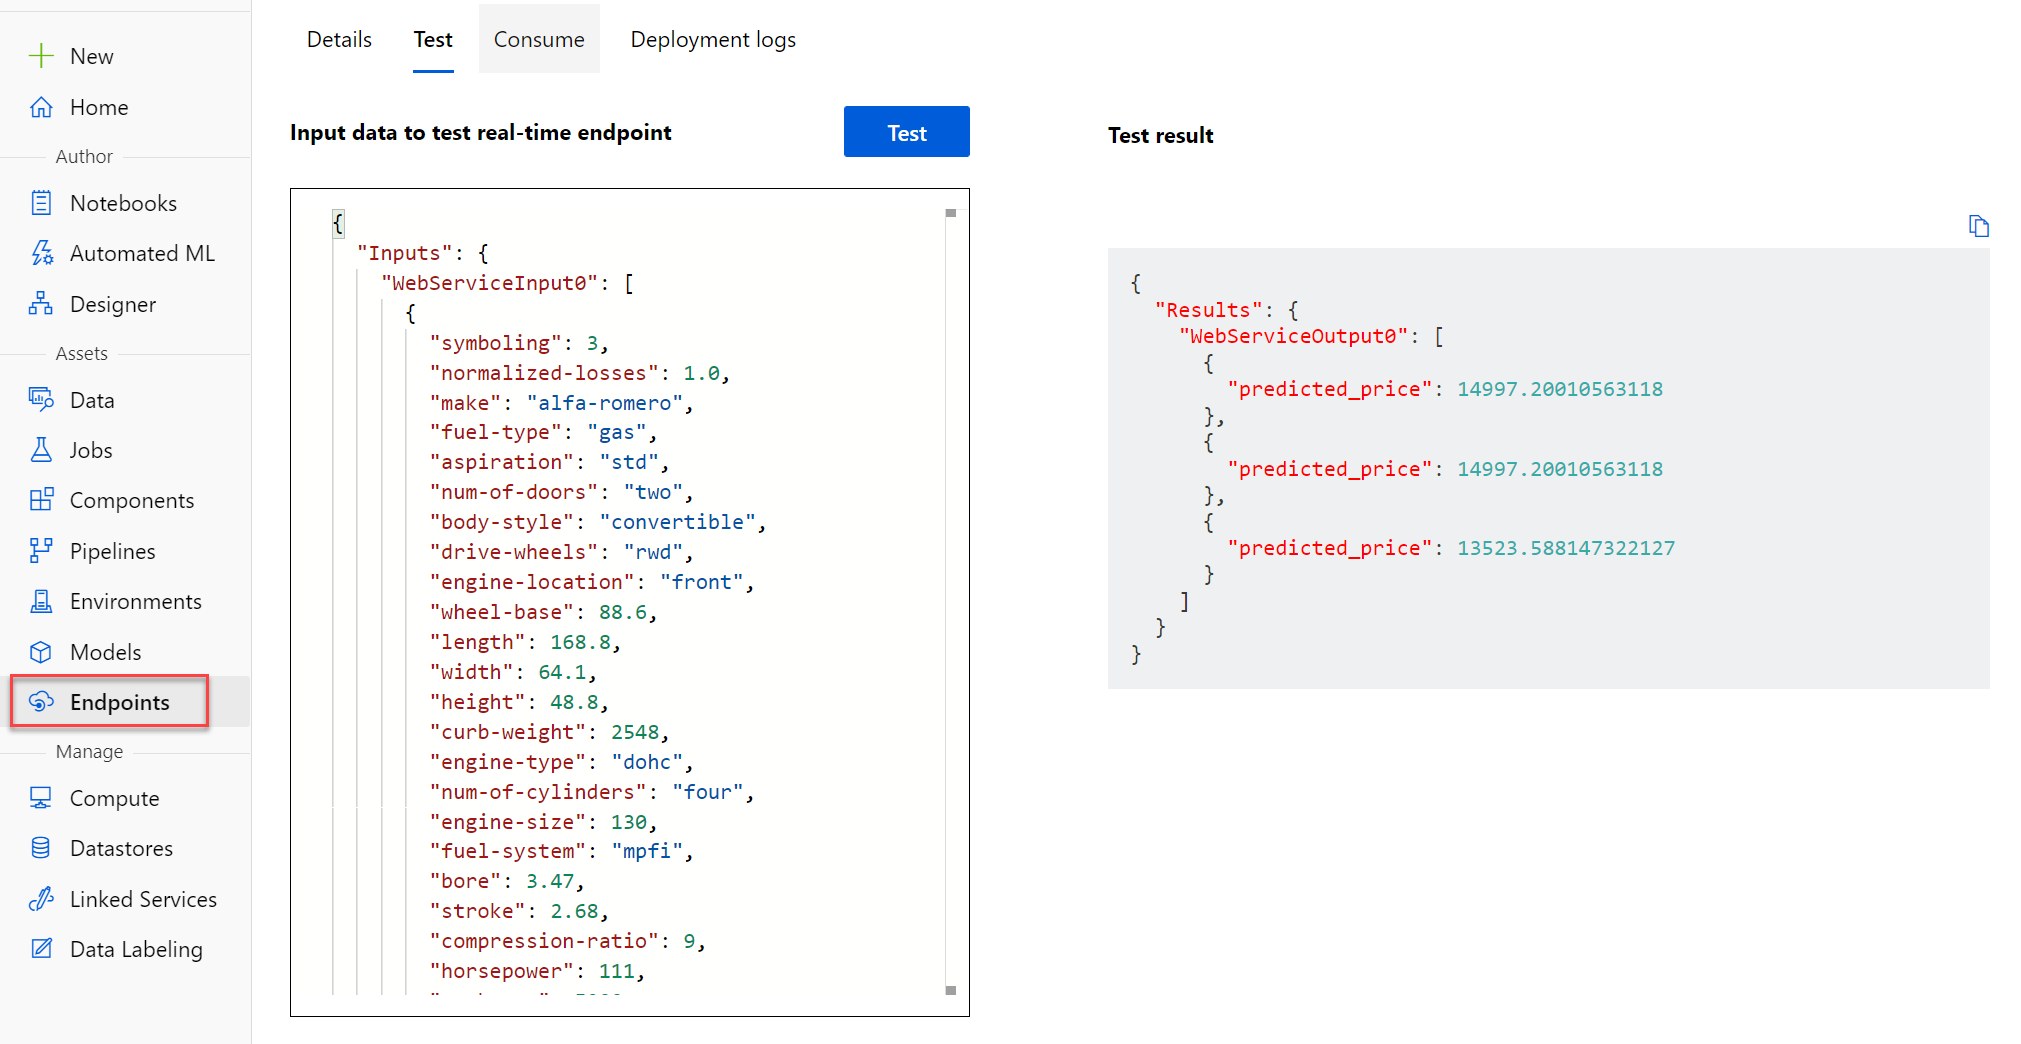 New
Home
Author
Notebooks
Automated ML
Designer
Assets
Data
Jobs
Components
Pipelines
Environments
Models
Endpoints
Manage
Compute
Datastores
Linked Services
Data Labeling
Details Test Consume Deployment logs
Input data to test real-time endpoint
Test
{
"Inputs": {
"WebServiceInput0": [
{
"symboling": 3,
"normalized-losses": 1.0,
"make": "alfa-romero",
"fuel-type": "gas",
"aspiration": "std",
"num-of-doors": "two",
"body-style": "convertible",
"drive-wheels": "rwd",
"engine-location": "front",
"wheel-base": 88.6,
"length": 168.8,
"width": 64.1,
"height": 48.8,
"curb-weight": 2548,
"engine-type": "dohc",
"num-of-cylinders": "four",
"engine-size": 130,
"fuel-system": "mpfi",
"bore": 3.47,
"stroke": 2.68,
"compression-ratio": 9,
"horsepower": 111,
Test result
{
"Results": {
"WebServiceOutput0": [
{
"predicted_price": 14997.20010563118
},
{
"predicted_price": 14997.20010563118
},
{
"predicted_price": 13523.588147322127
}
]
}
}